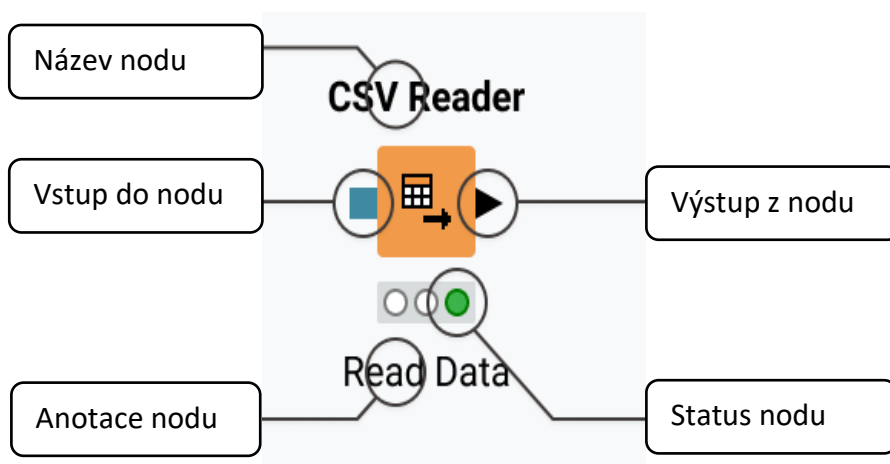 Název nodu
CSV Reader
Vstup do nodu
Výstup z nodu
Read Data
Anotace nodu
Status nodu